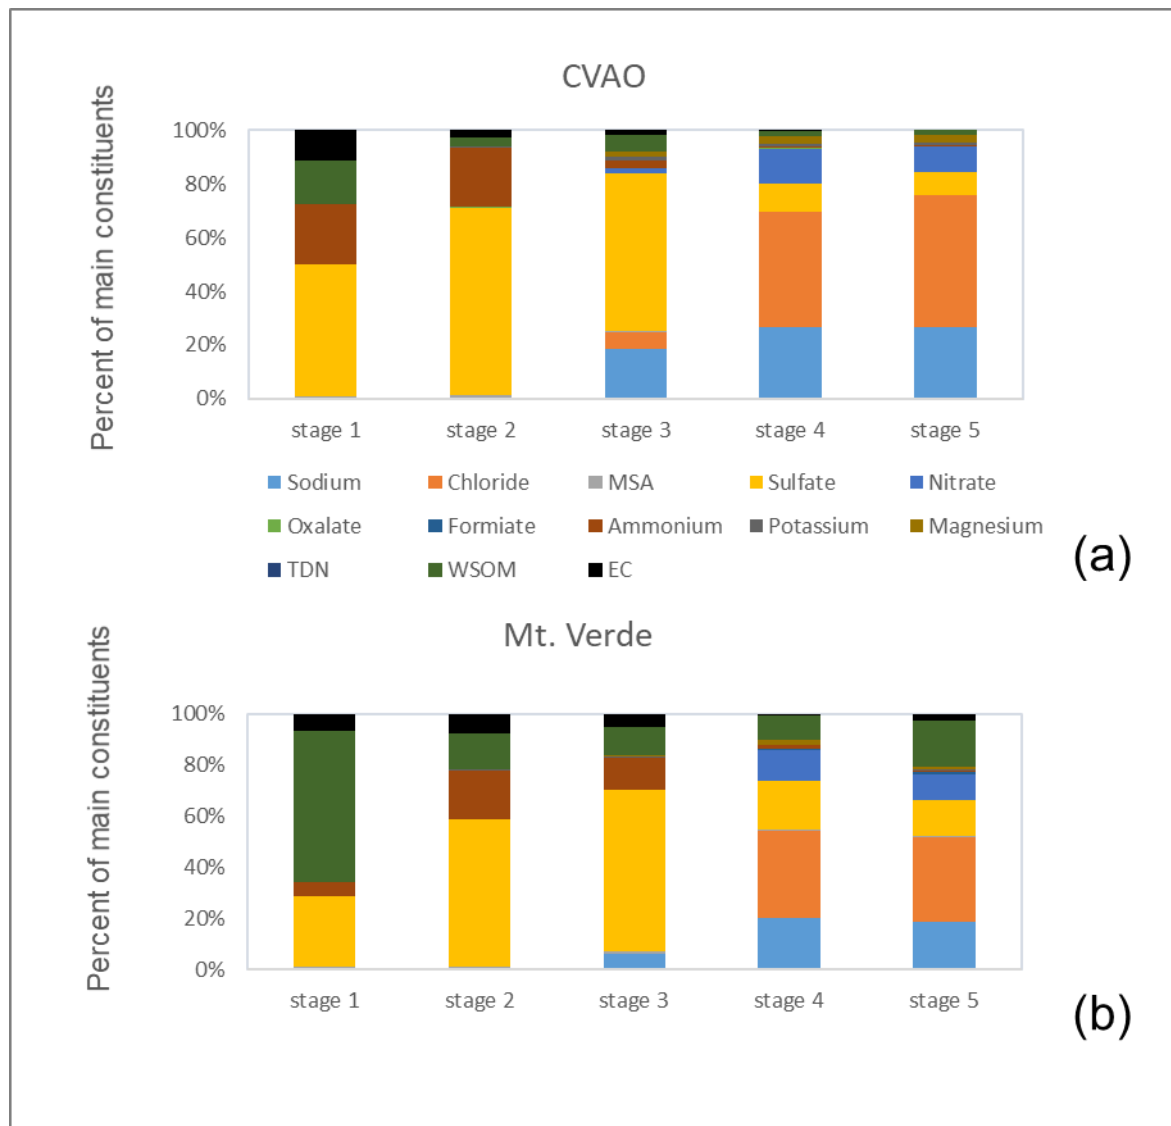 CVAO
Percent of main constituents
100%
80%
60%
40%
20%
0%
stage 1 stage 2 stage 3 stage 4 stage 5
Sodium Chloride MSA Sulfate Nitrate
Oxalate Formiate Ammonium Potassium Magnesium
TDN WSOM EC
(a)
Mt. Verde
Percent of main constituents
100%
80%
60%
40%
20%
0%
stage 1 stage 2 stage 3 stage 4 stage 5
(b)